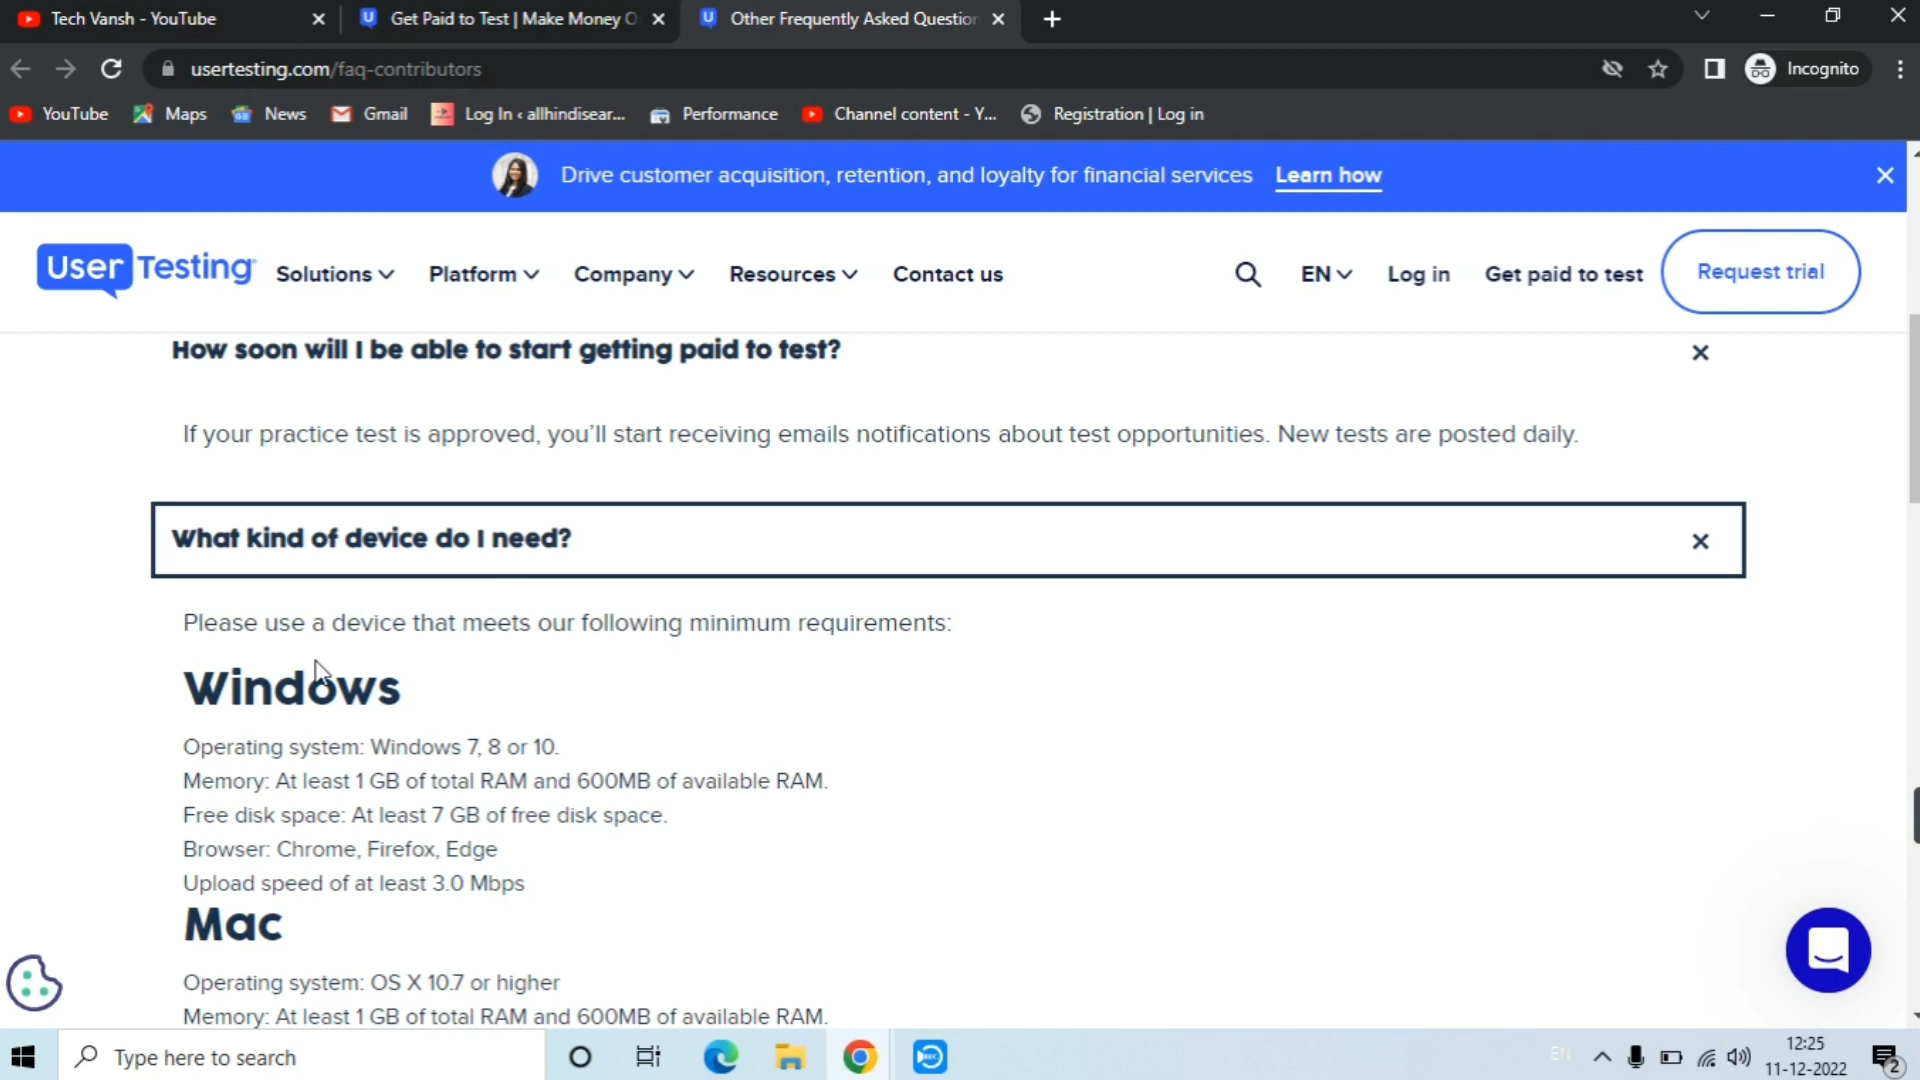 Tech Vansh - YouTube
Get Paid to Test | Make Money O
Other Frequently Asked Question
usertesting.com/faq-contributors
Incognito
YouTube
Maps
News
Gmail
Log In ‹ allhindisear...
Performance
Channel content - Y...
Registration | Log in
Drive customer acquisition, retention, and loyalty for financial services Learn how
User Testing
Solutions
Platform
Company
Resources
Contact us
EN
Log in
Get paid to test
Request trial
How soon will I be able to start getting paid to test?
If your practice test is approved, you'll start receiving emails notifications about test opportunities. New tests are posted daily.
What kind of device do I need?
Please use a device that meets our following minimum requirements:
Windows
Operating system: Windows 7, 8 or 10.
Memory: At least 1 GB of total RAM and 600MB of available RAM.
Free disk space: At least 7 GB of free disk space.
Browser: Chrome, Firefox, Edge
Upload speed of at least 3.0 Mbps
Mac
Operating system: OS X 10.7 or higher
Memory: At least 1 GB of total RAM and 600MB of available RAM.
Type here to search
EN
12:25
11-12-2022
2